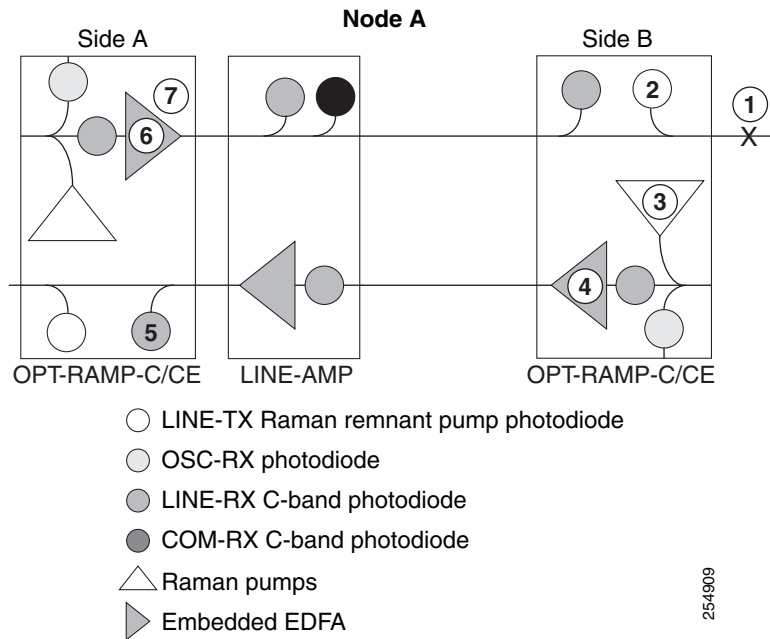 Node A
Side A
Side B
7
2
1
6
X
3
4
5
OPT-RAMP-C/CE
LINE-AMP
OPT-RAMP-C/CE
LINE-TX Raman remnant pump photodiode
OSC-RX photodiode
LINE-RX C-band photodiode
COM-RX C-band photodiode
Raman pumps
Embedded EDFA
254909